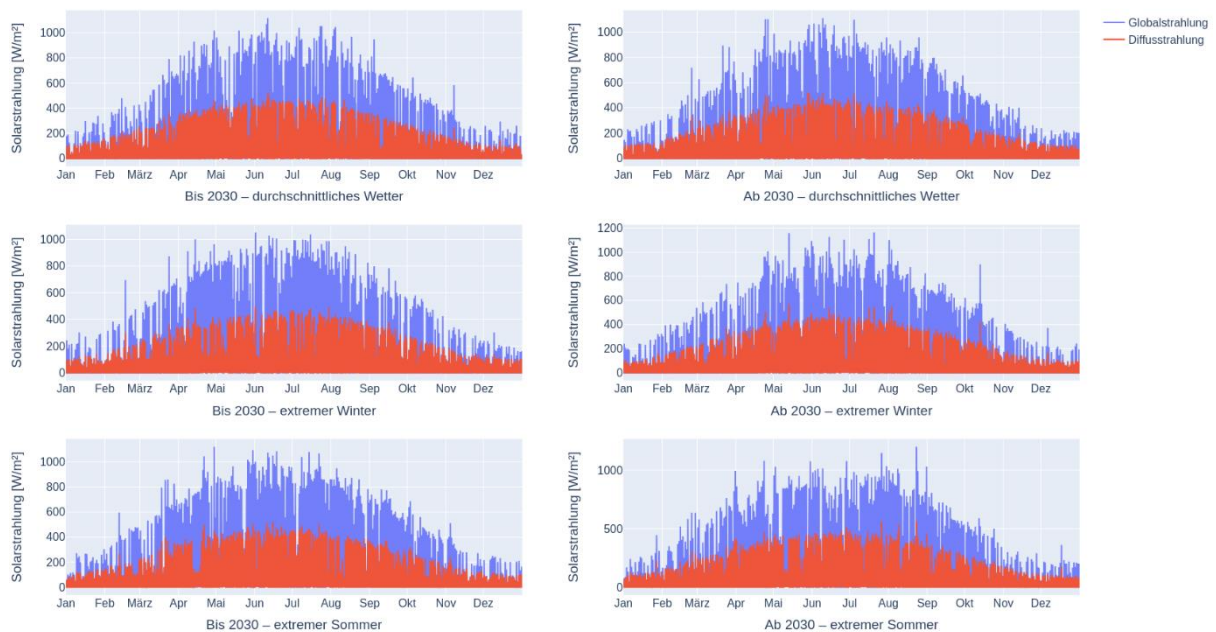 Solarstrahlung [W/m²]
1000
800
600
400
200
0
Jan Feb März Apr Mai Jun Jul Aug Sep Okt Nov Dez
Bis 2030 – durchschnittliches Wetter
Solarstrahlung [W/m²]
1000
800
600
400
200
0
Jan Feb März Apr Mai Jun Jul Aug Sep Okt Nov Dez
Ab 2030 – durchschnittliches Wetter
Globalstrahlung
Diffusstrahlung
Solarstrahlung [W/m²]
1000
800
600
400
200
0
Jan Feb März Apr Mai Jun Jul Aug Sep Okt Nov Dez
Bis 2030 – extremer Winter
Solarstrahlung [W/m²]
1200
1000
800
600
400
200
0
Jan Feb März Apr Mai Jun Jul Aug Sep Okt Nov Dez
Ab 2030 – extremer Winter
Solarstrahlung [W/m²]
1000
800
600
400
200
0
Jan Feb März Apr Mai Jun Jul Aug Sep Okt Nov Dez
Bis 2030 – extremer Sommer
Solarstrahlung [W/m²]
1000
500
0
Jan Feb März Apr Mai Jun Jul Aug Sep Okt Nov Dez
Ab 2030 – extremer Sommer